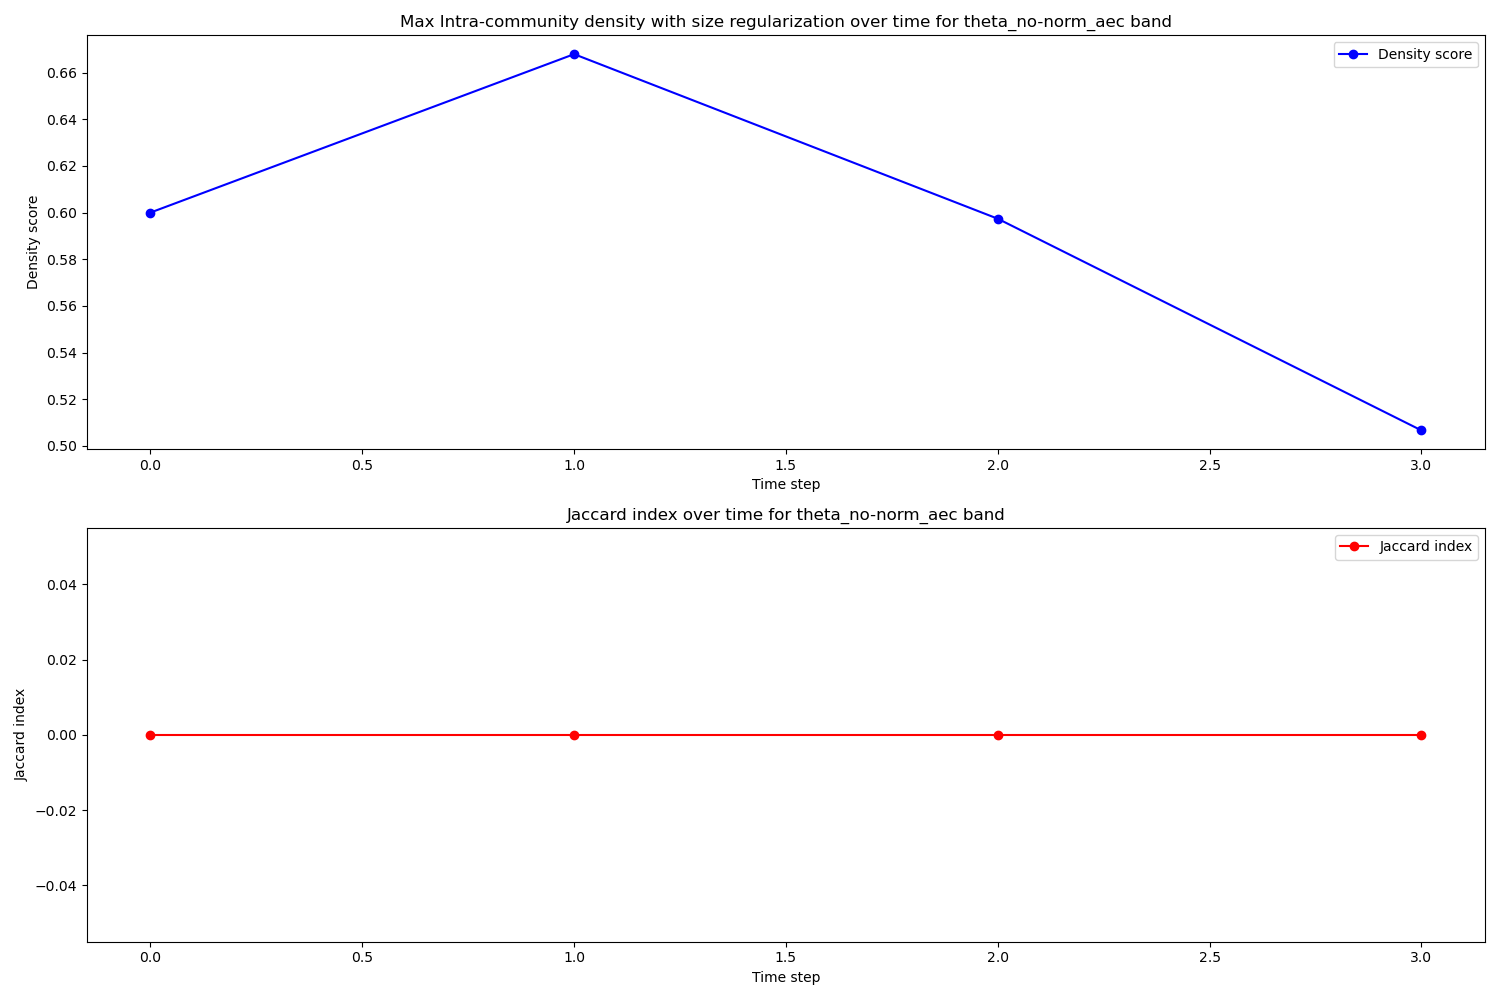 Max Intra-community density with size regularization over time for theta_no-norm_aec band
Density score
0.66
0.64
0.62
0.60
0.58
0.56
0.54
0.52
0.50
Density score
0.0 0.5 1.0 1.5 2.0 2.5 3.0
Time step
Jaccard index over time for theta_no-norm_aec band
Jaccard index
0.04
0.02
0.00
−0.02
−0.04
Jaccard index
0.0 0.5 1.0 1.5 2.0 2.5 3.0
Time step